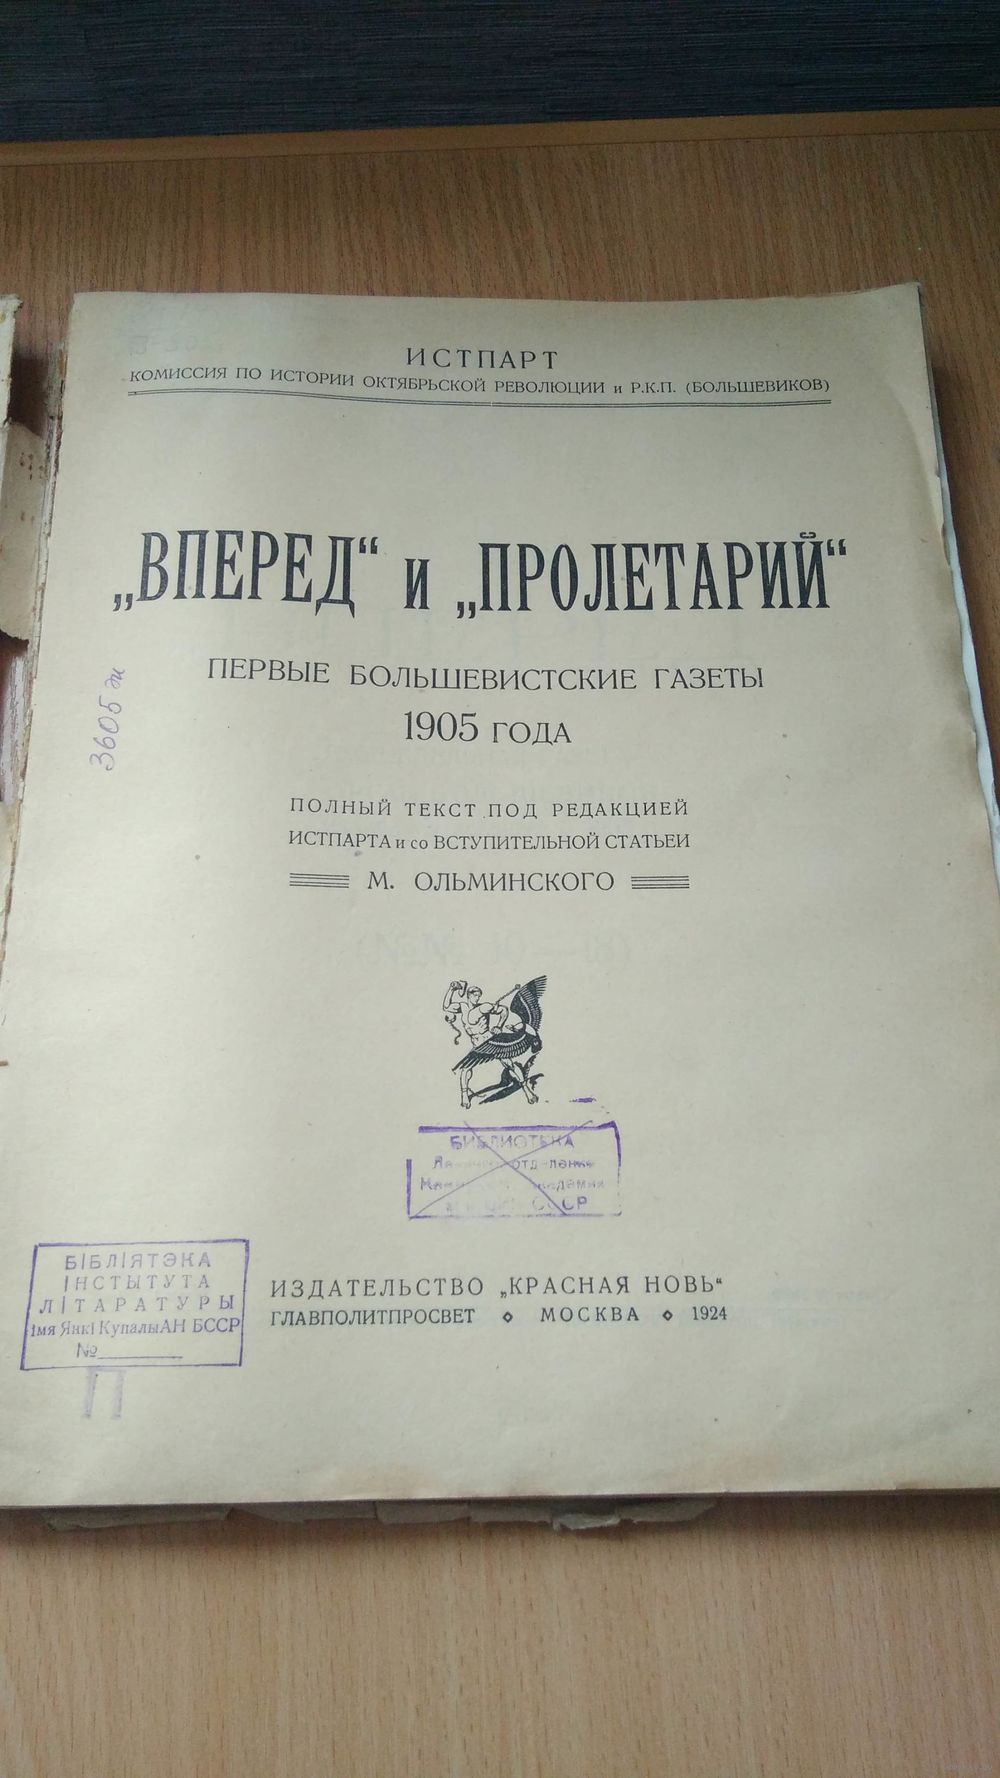 ИСТПАРТ
КОМИССИЯ ПО ИСТОРИИ ОКТЯБРЬСКОЙ РЕВОЛЮЦИИ и Р.К.П. (БОЛЬШЕВИКОВ)
„ВПЕРЕД“ и „ПРОЛЕТАРИЙ“
ПЕРВЫЕ БОЛЬШЕВИСТСКИЕ ГАЗЕТЫ
1905 ГОДА
3605
ПОЛНЫЙ ТЕКСТ ПОД РЕДАКЦИЕЙ
ИСТПАРТА и со ВСТУПИТЕЛЬНОЙ СТАТЬЕИ
М. ОЛЬМИНСКОГО
БИБЛИОТЕКА
СССР
БІБЛІЯТЭКА
ІНСТЫТУТА
ЛІТАРАТУРЫ
імя Янкі Купалы АН БССР
№
П
ИЗДАТЕЛЬСТВО „КРАСНАЯ НОВЬ“
ГЛАВПОЛИТПРОСВЕТ ⋄ МОСКВА ⋄ 1924